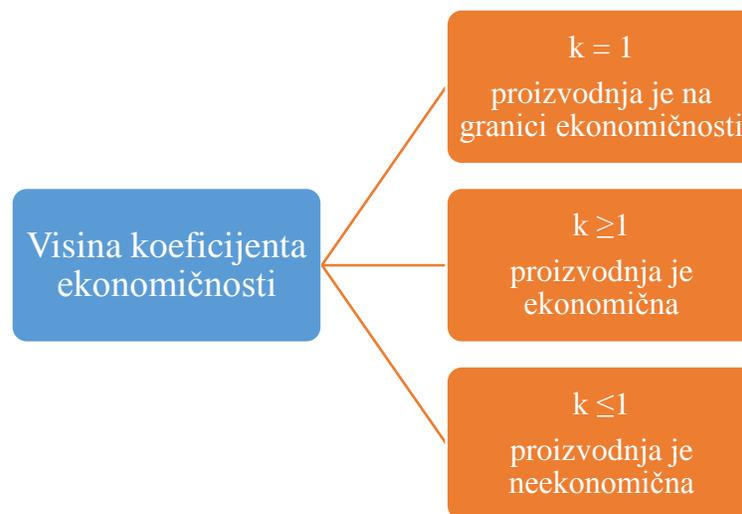 Visina koeficijenta
ekonomičnosti
k = 1
proizvodnja je na
granici ekonomičnosti
k ≥1
proizvodnja je
ekonomična
k ≤1
proizvodnja je
neekonomična